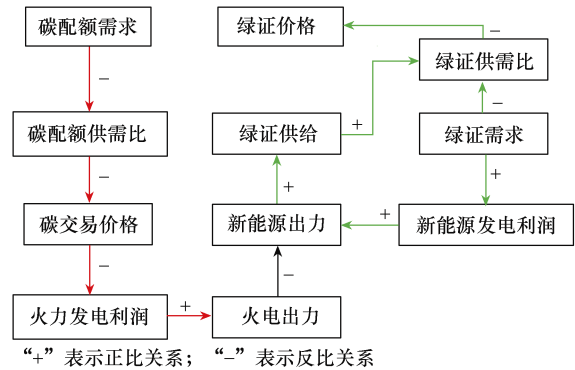 碳配额需求
绿证价格
−
−
绿证供需比
+
−
碳配额供需比
绿证供给
绿证需求
−
+
+
碳交易价格
新能源出力
+
新能源发电利润
−
−
火力发电利润
+
火电出力
“+”表示正比关系；“−”表示反比关系